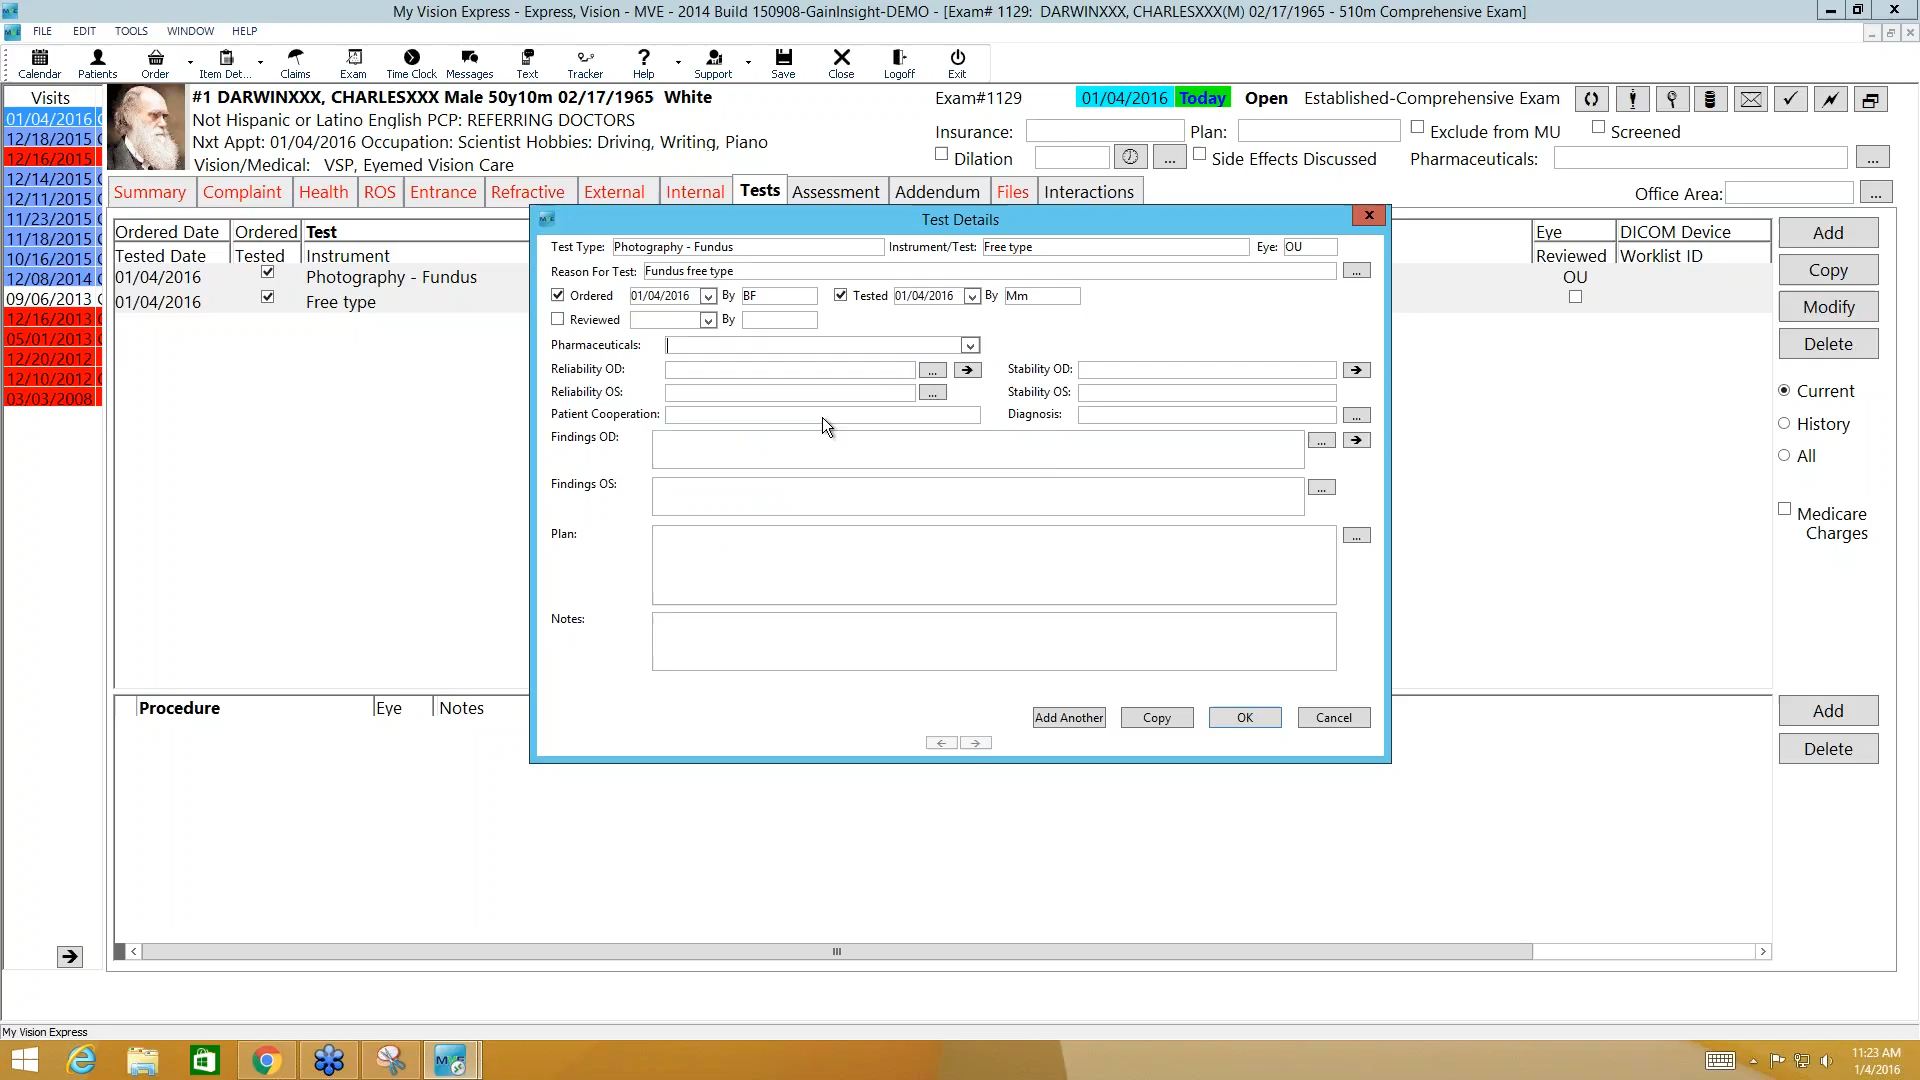 My Vision Express - Express, Vision - MVE - 2014 Build 150908-GainInsight-DEMO - [Exam# 1129:  DARWINXXX, CHARLESXXX(M) 02/17/1965 - 510m Comprehensive Exam]
FILE EDIT TOOLS WINDOW HELP
Calendar Patients Order Item Det... Claims Exam Time Clock Messages Text Tracker Help Support Save Close Logoff Exit
Visits
01/04/2016
12/18/2015
12/16/2015
12/14/2015
12/11/2015
11/23/2015
11/18/2015
10/16/2015
12/08/2014
09/06/2013
12/16/2013
05/01/2013
12/20/2012
12/10/2012
03/03/2008
#1 DARWINXXX, CHARLESXXX Male 50y10m 02/17/1965  White
Not Hispanic or Latino English PCP: REFERRING DOCTORS
Nxt Appt: 01/04/2016 Occupation: Scientist Hobbies: Driving, Writing, Piano
Vision/Medical:   VSP, Eyemed Vision Care
Exam#1129 01/04/2016 Today Open Established-Comprehensive Exam
Insurance: Plan: Exclude from MU Screened
Dilation ... Side Effects Discussed Pharmaceuticals: ...
Office Area: ...
Summary Complaint Health ROS Entrance Refractive External Internal Tests Assessment Addendum Files Interactions
Ordered Date Ordered Test Eye DICOM Device
Tested Date Tested Instrument Reviewed Worklist ID
01/04/2016 Photography - Fundus OU
01/04/2016 Free type
Test Details
Test Type: Photography - Fundus Instrument/Test: Free type Eye: OU
Reason For Test: Fundus free type ...
Ordered 01/04/2016 By BF Tested 01/04/2016 By Mm
Reviewed By
Pharmaceuticals:
Reliability OD: ... Stability OD:
Reliability OS: ... Stability OS:
Patient Cooperation: Diagnosis: ...
Findings OD: ...
Findings OS: ...
Plan: ...
Notes:
Add Another Copy OK Cancel
Add
Copy
Modify
Delete
Current
History
All
Medicare
Charges
Procedure Eye Notes
Add
Delete
My Vision Express
MVE
11:23 AM
1/4/2016